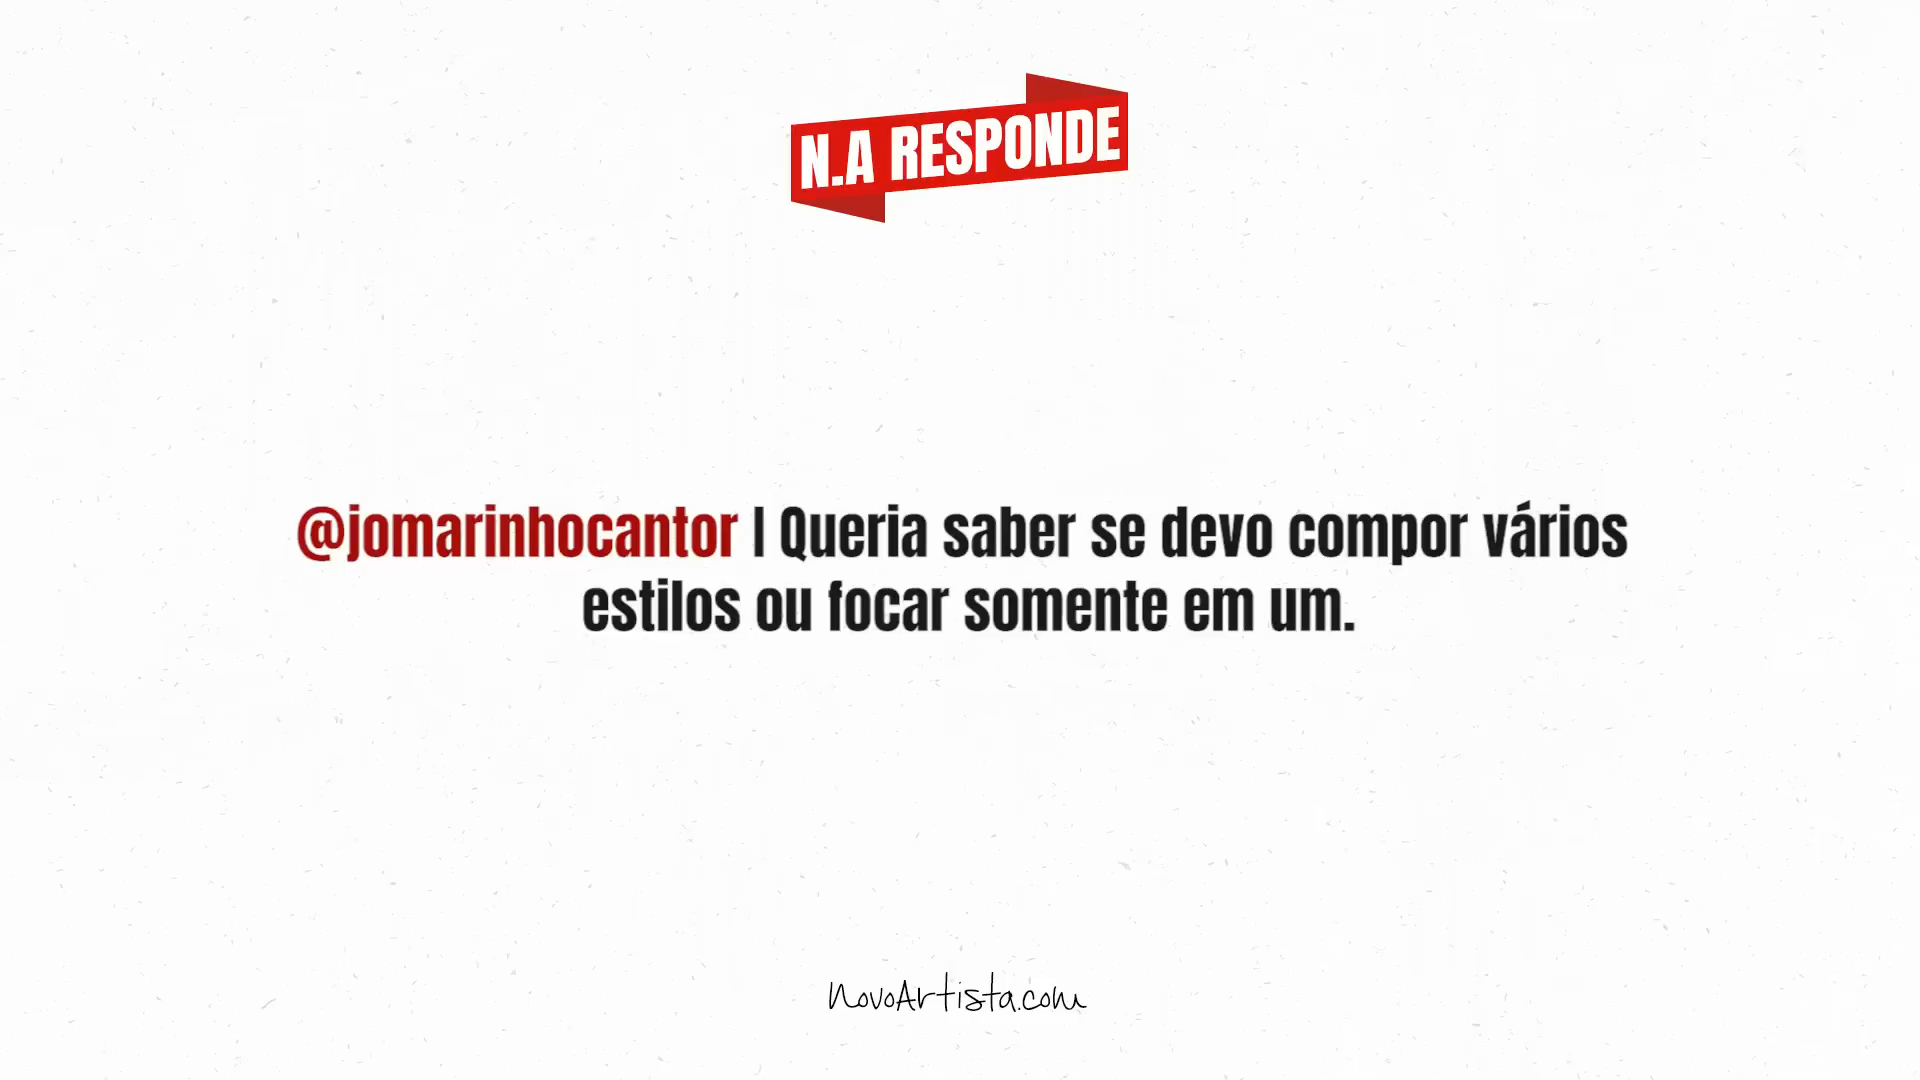 N.A RESPONDE
@jomarinhocantor | Queria saber se devo compor vários
estilos ou focar somente em um.
NovoArtista.com